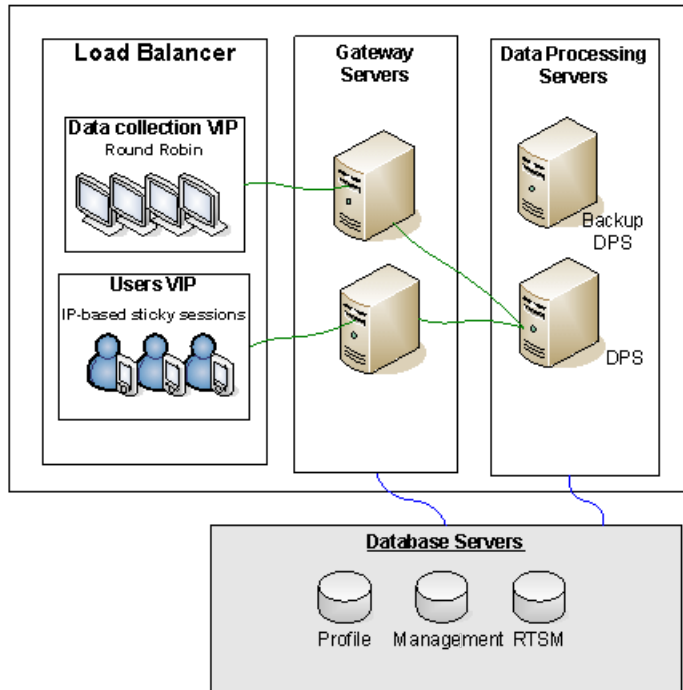 Load Balancer
Data collection VIP
Round Robin
Users VIP
IP-based sticky sessions
Gateway
Servers
Data Processing
Servers
Backup
DPS
DPS
Database Servers
Profile
Management
RTSM